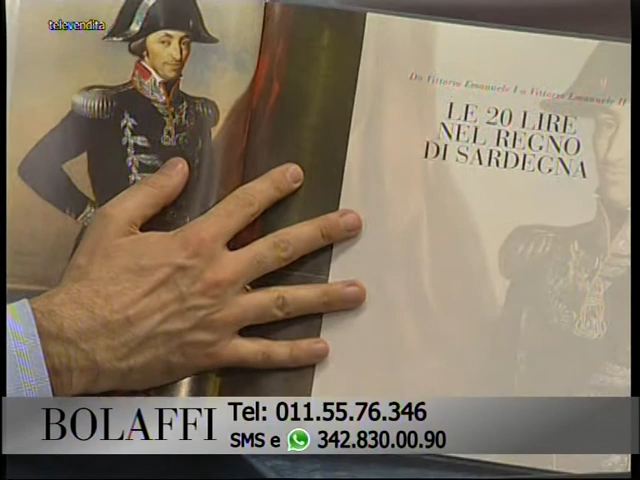 televendita
Da Vittorio Emanuele I a Vittorio Emanuele II
LE 20 LIRE
NEL REGNO
DI SARDEGNA
BOLAFFI
Tel: 011.55.76.346
SMS e 342.830.00.90